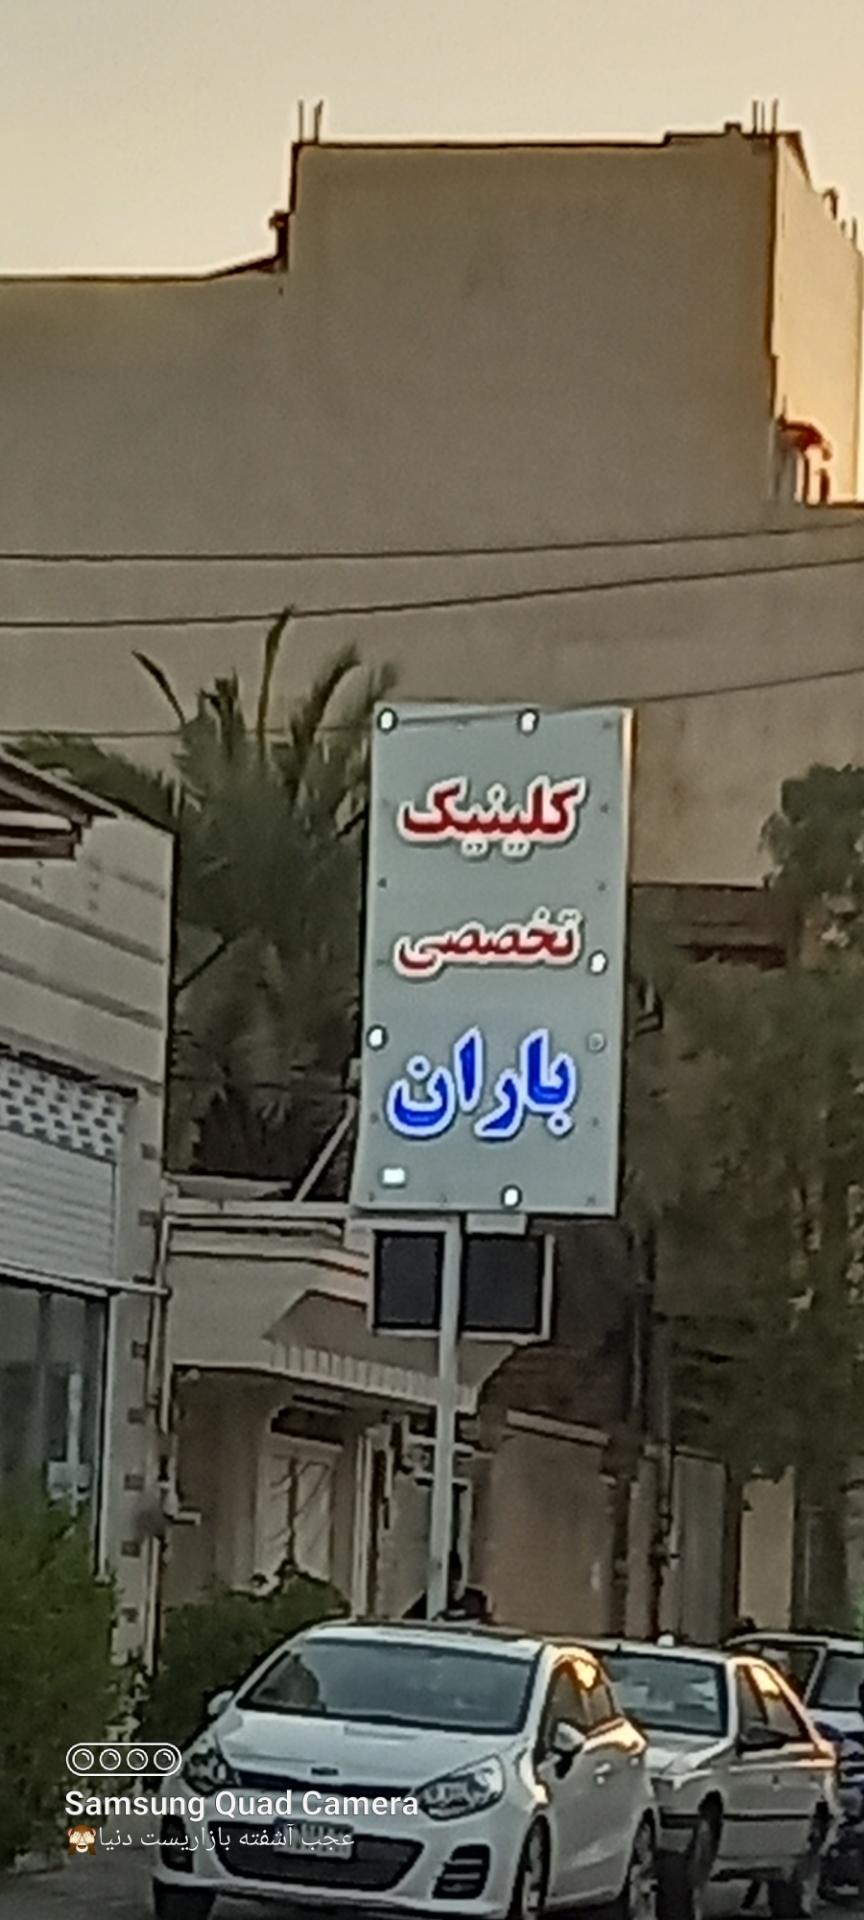 کلینیک
تخصصی
باران
Samsung Quad Camera
عجب آشفته بازاریست دنیا🙈